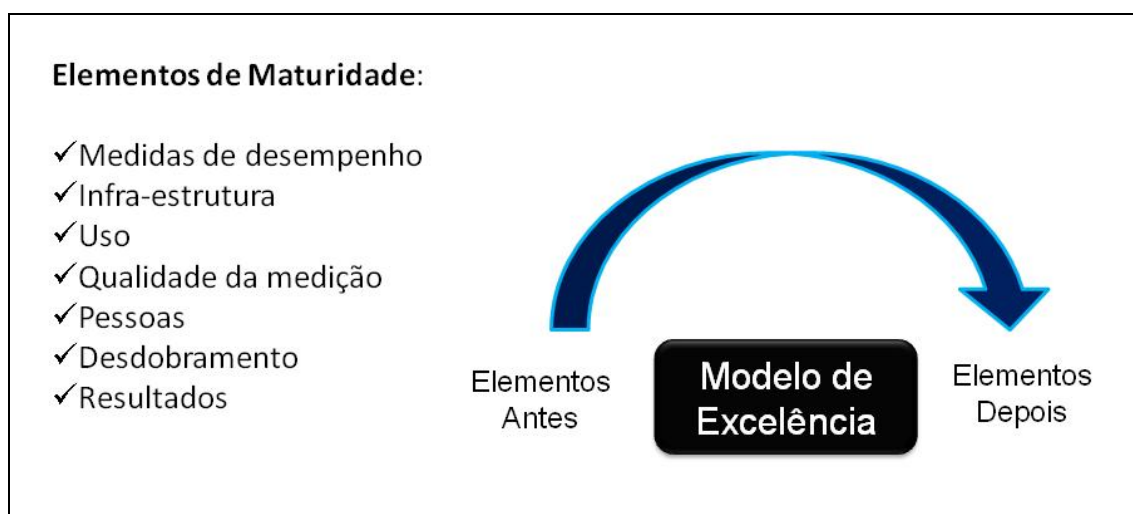 Elementos de Maturidade:
✓Medidas de desempenho
✓Infra-estrutura
✓Uso
✓Qualidade da medição
✓Pessoas
✓Desdobramento
✓Resultados
Elementos
Antes
Modelo de
Excelência
Elementos
Depois